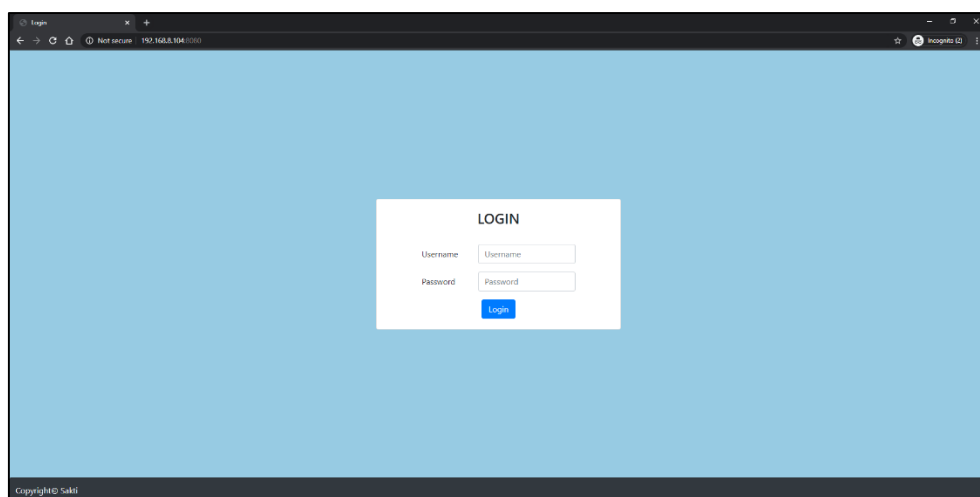 Login
Not secure 192.168.8.104:8080
Incognito (2)
LOGIN
Username Username
Password Password
Login
Copyright© Sakti